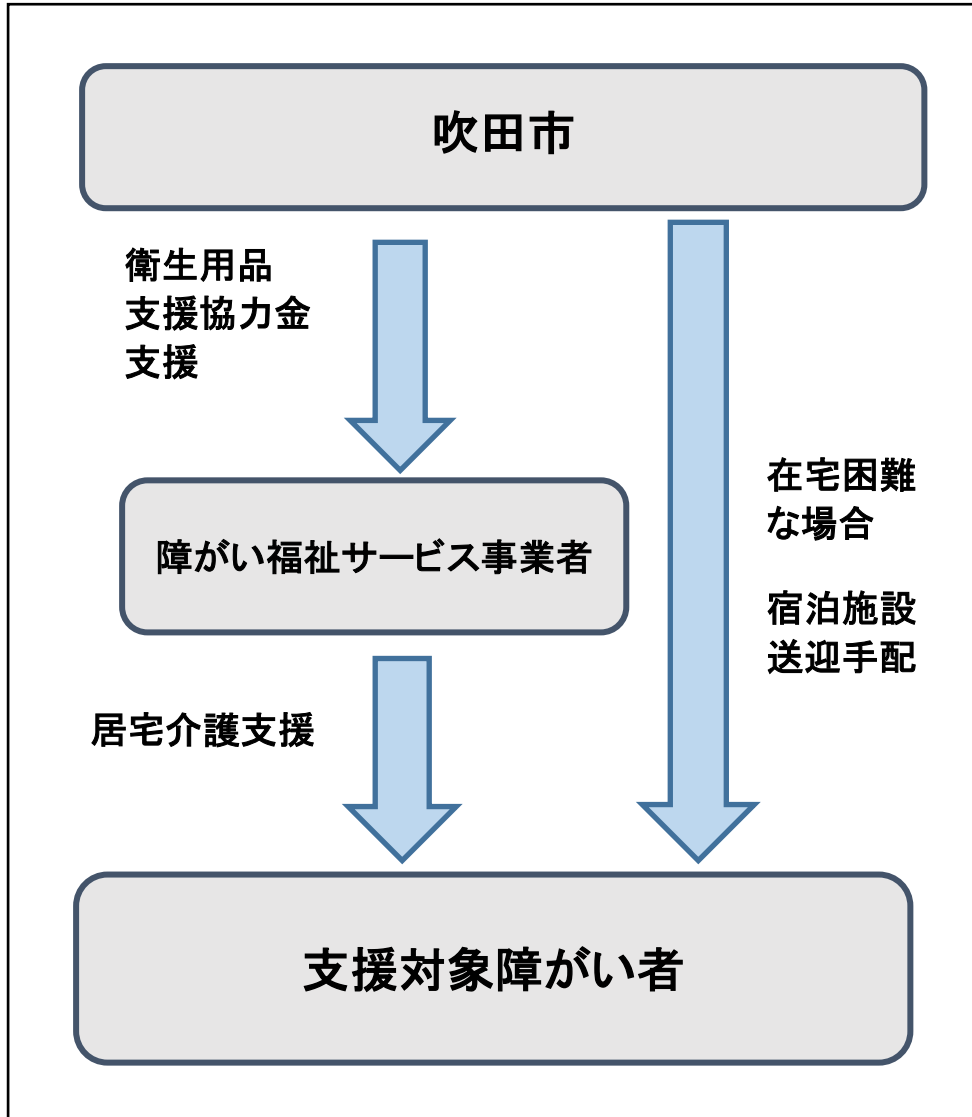 吹田市
衛生用品
支援協力金
支援
障がい福祉サービス事業者
在宅困難
な場合
宿泊施設
送迎手配
居宅介護支援
支援対象障がい者